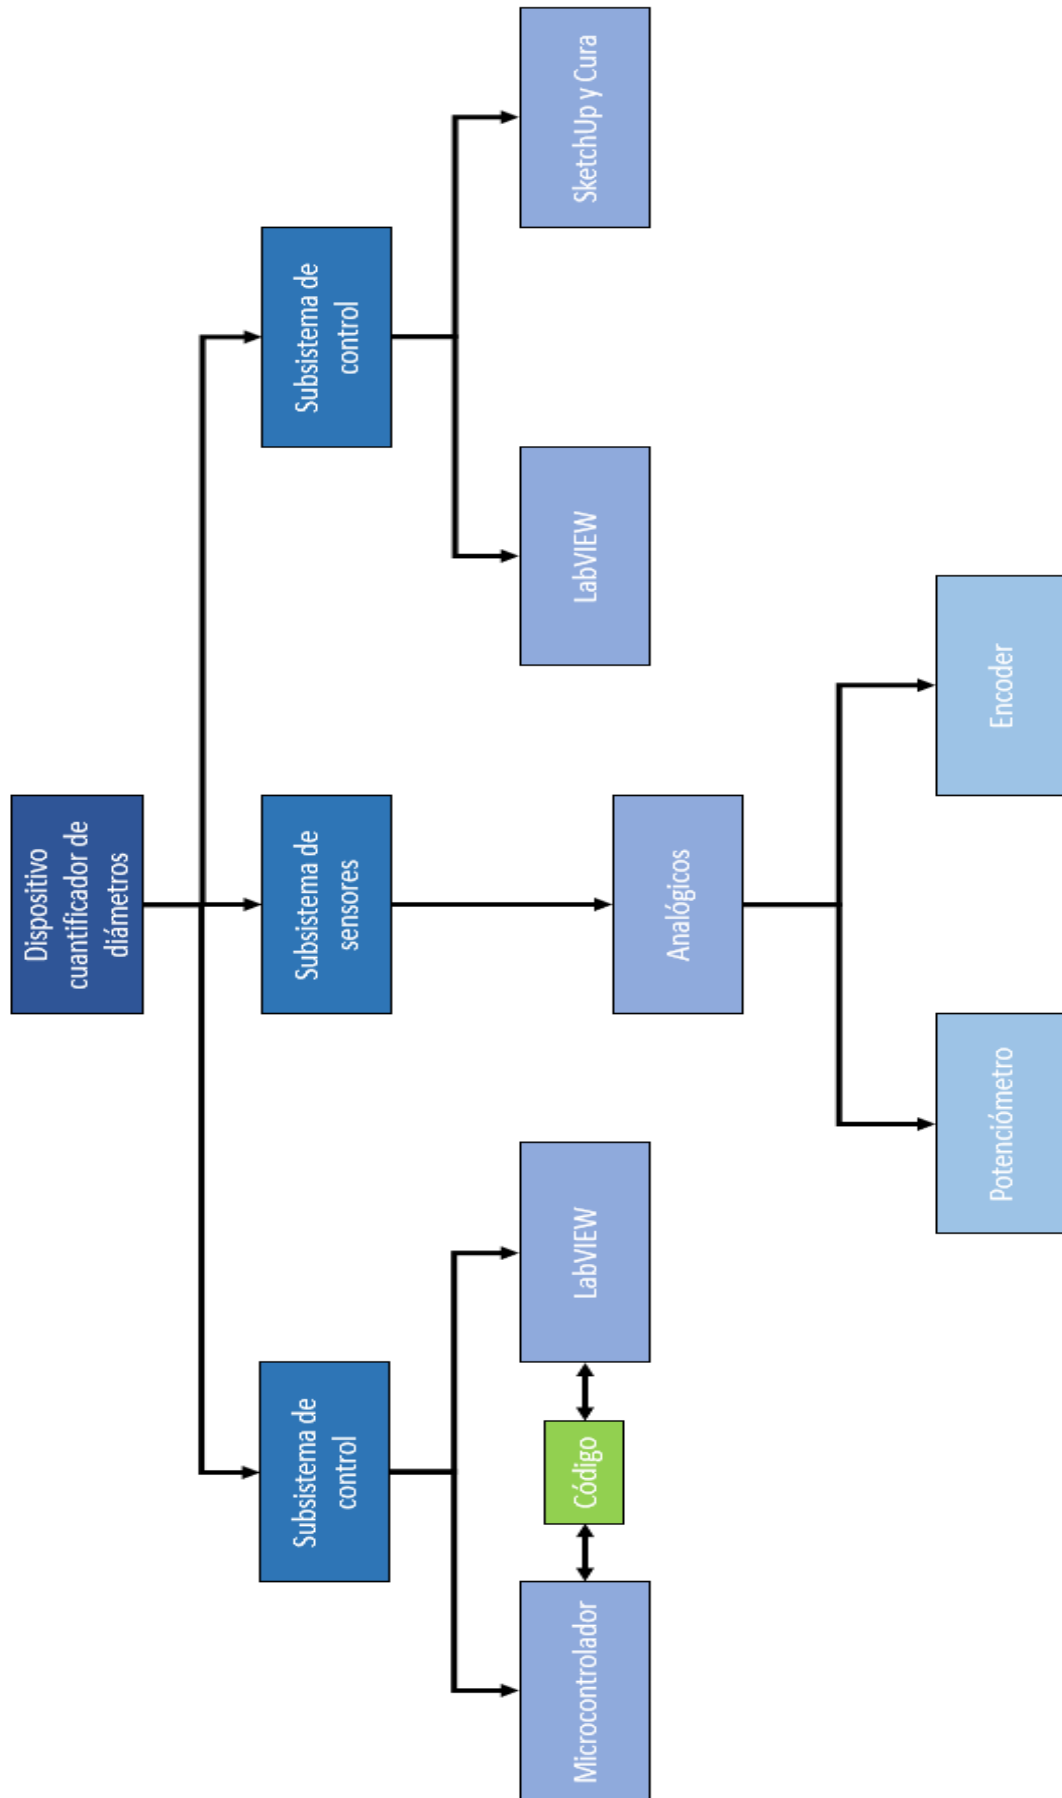 Dispositivo
cuantificador de
diámetros
Subsistema de
control
Subsistema de
sensores
Subsistema de
control
Microcontrolador
Código
LabVIEW
LabVIEW
SketchUp y Cura
Analógicos
Potenciómetro
Encoder